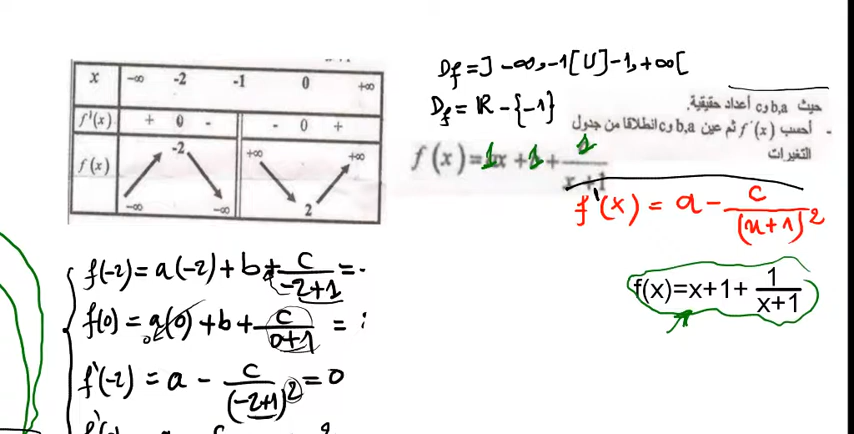 x -∞ -2 -1 0 +∞
f'(x) + 0 - - 0 +
f(x) -∞ -2 -∞ +∞ 2 +∞
Df = ]-∞,-1[U]-1,+∞[
Df = R - {-1}
حيث a,b وc أعداد حقيقية.
- أحسب f'(x) ثم عين a,b وc انطلاقا من جدول
التغيرات
f(x)=1x+1+1/(x+1)
f'(x) = a - c/(x+1)²
f(x)=x+1+ 1/(x+1)
f(-2) = a(-2)+b+ c/(-2+1) = -
f(0) = a(0)+b+ c/(0+1) =
f'(-2) = a - c/(-2+1)² = 0